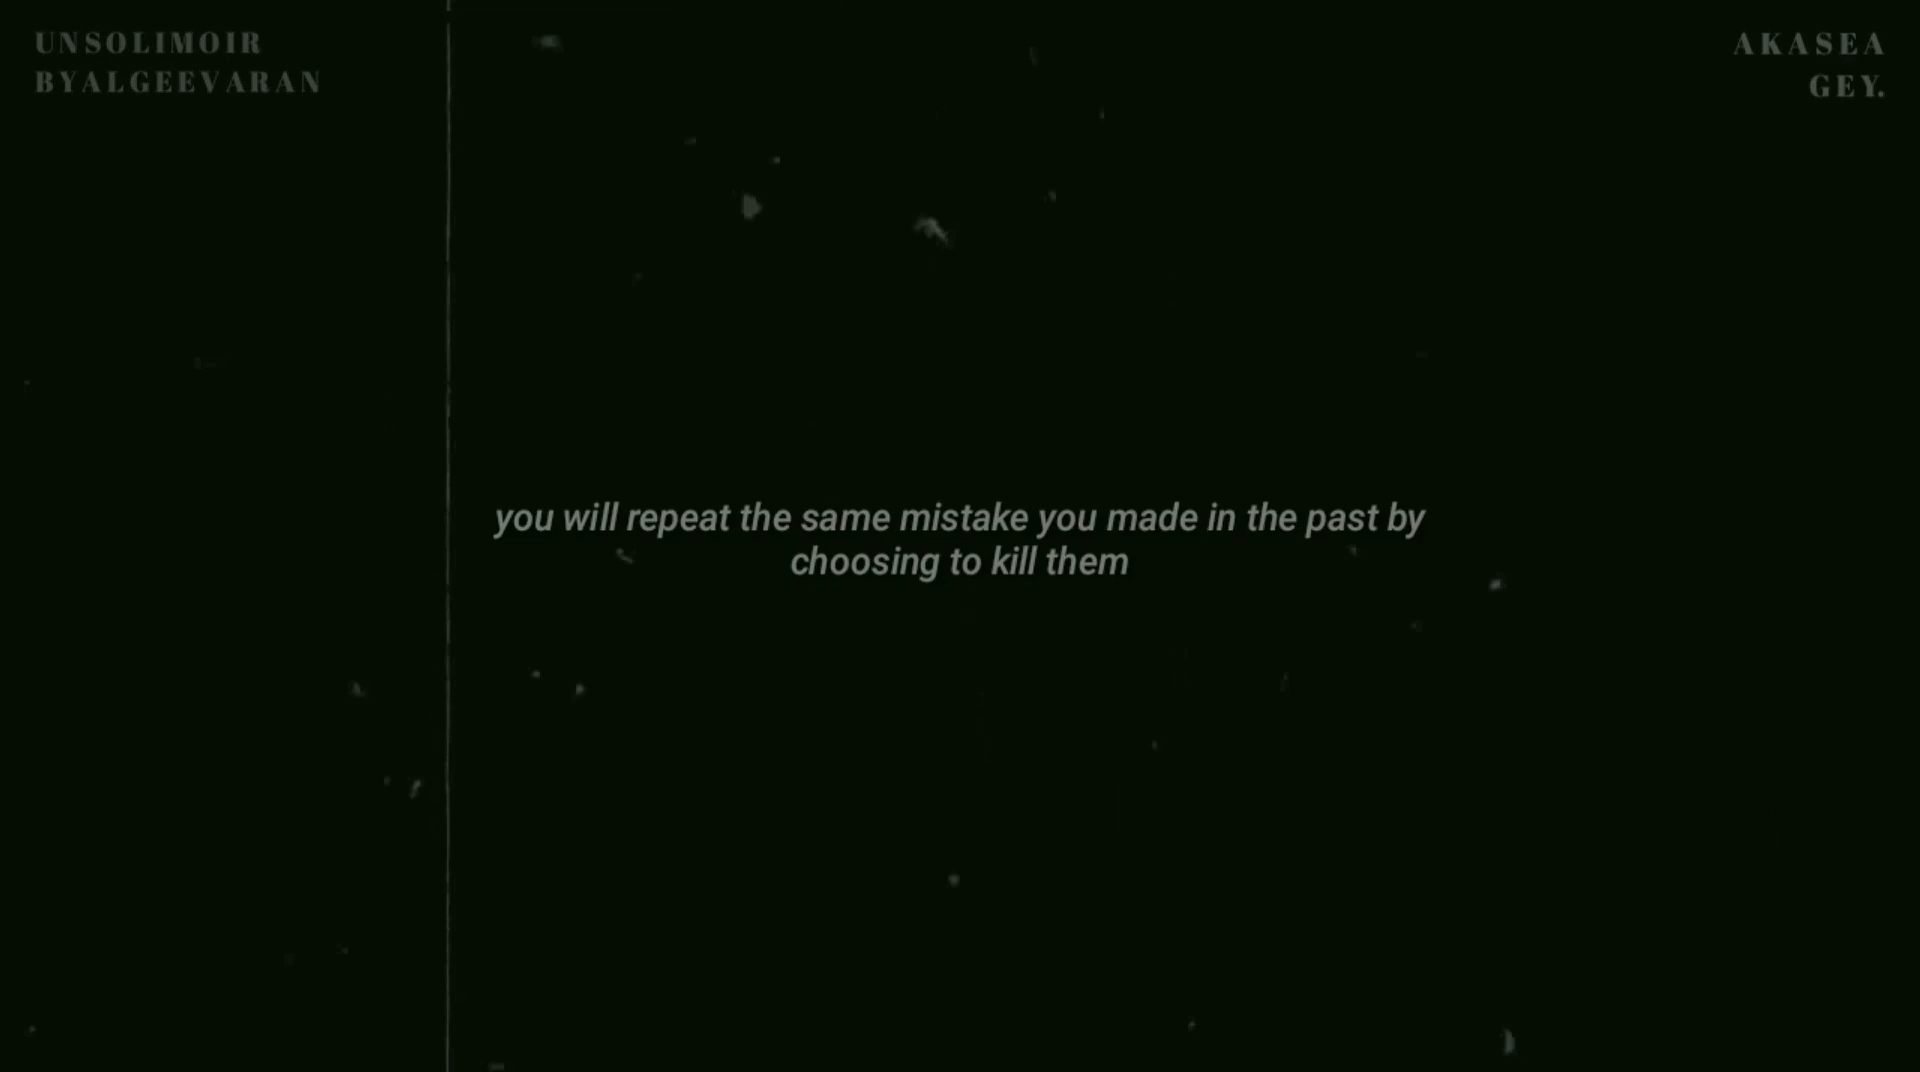 UNSOLIMOIR
BYALGEEVARAN
AKASEA
GEY.
you will repeat the same mistake you made in the past by
choosing to kill them